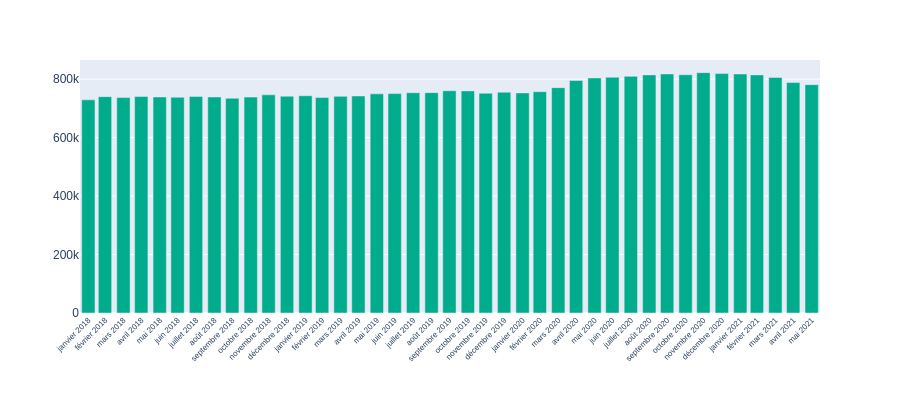 800k
600k
400k
200k
0
janvier 2018
février 2018
mars 2018
avril 2018
mai 2018
juin 2018
juillet 2018
août 2018
septembre 2018
octobre 2018
novembre 2018
décembre 2018
janvier 2019
février 2019
mars 2019
avril 2019
mai 2019
juin 2019
juillet 2019
août 2019
septembre 2019
octobre 2019
novembre 2019
décembre 2019
janvier 2020
février 2020
mars 2020
avril 2020
mai 2020
juin 2020
juillet 2020
août 2020
septembre 2020
octobre 2020
novembre 2020
décembre 2020
janvier 2021
février 2021
mars 2021
avril 2021
mai 2021